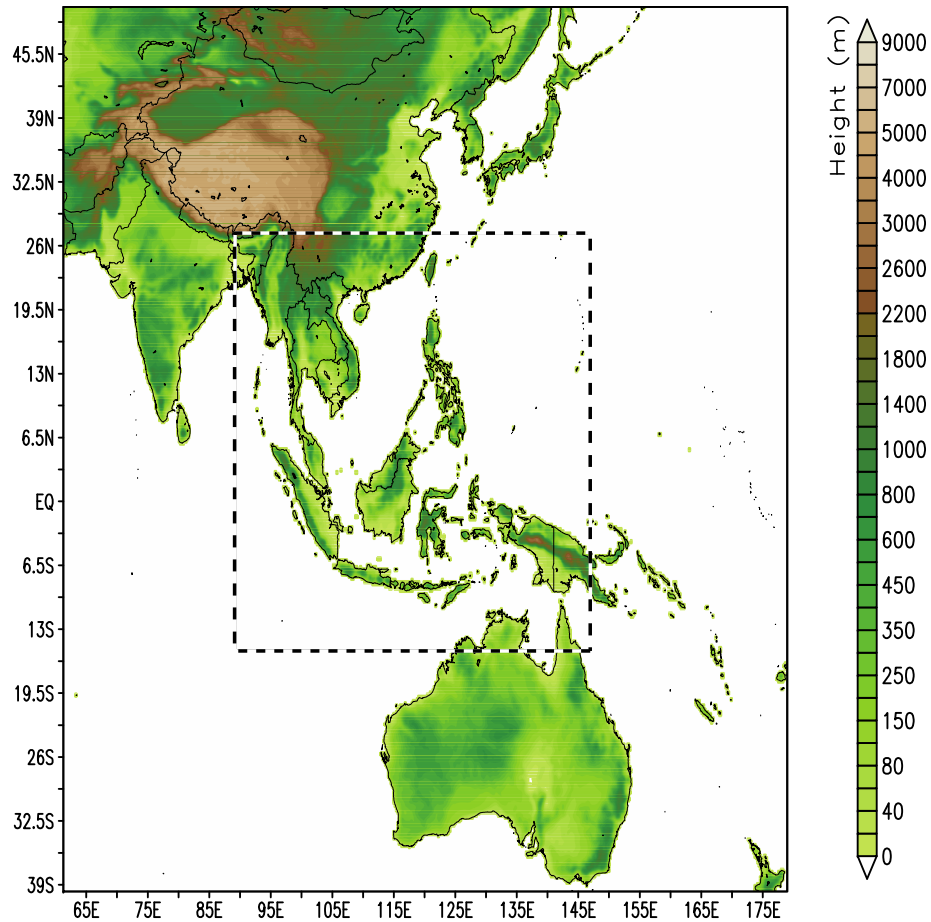 45.5N
39N
32.5N
26N
19.5N
13N
6.5N
EQ
6.5S
13S
19.5S
26S
32.5S
39S
65E 75E 85E 95E 105E 115E 125E 135E 145E 155E 165E 175E
Height (m)
9000
7000
5000
4000
3000
2600
2200
1800
1400
1000
800
600
450
350
250
150
80
40
0